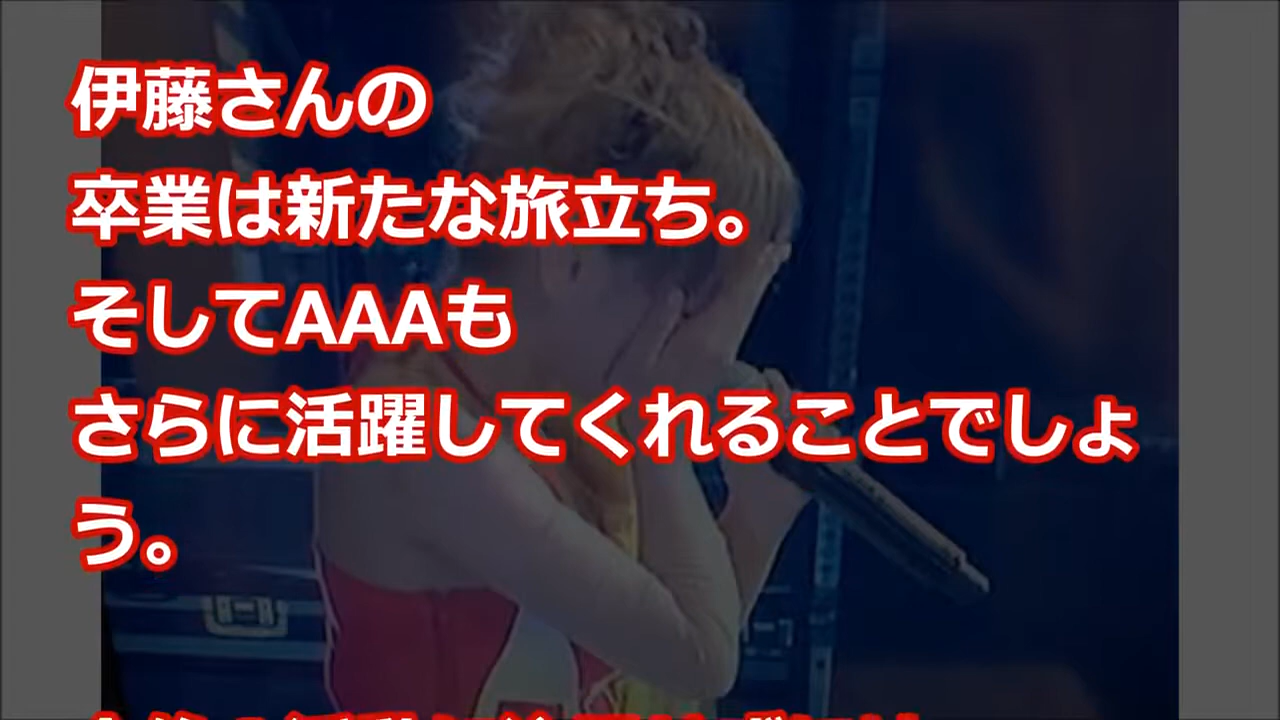 伊藤さんの
卒業は新たな旅立ち。
そしてAAAも
さらに活躍してくれることでしょ
う。